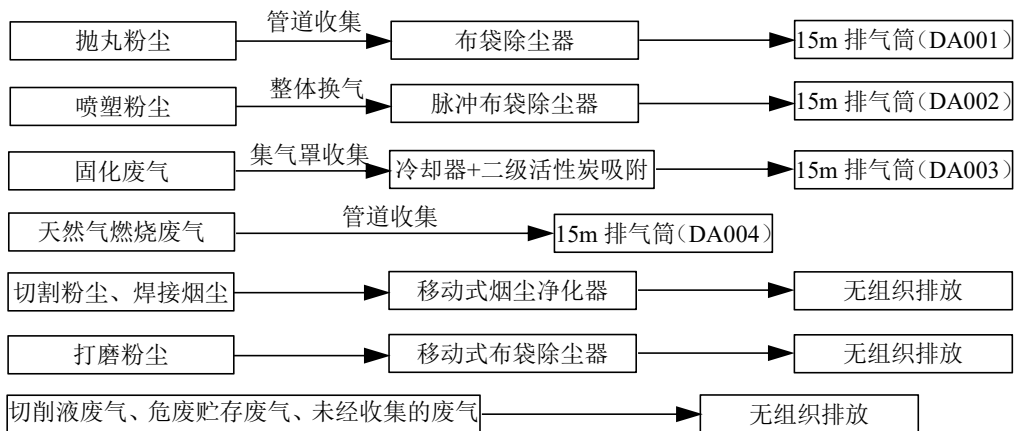 管道收集
抛丸粉尘 布袋除尘器 15m 排气筒（DA001）
整体换气
喷塑粉尘 脉冲布袋除尘器 15m 排气筒（DA002）
集气罩收集
固化废气 冷却器+二级活性炭吸附 15m 排气筒（DA003）
管道收集
天然气燃烧废气 15m 排气筒（DA004）
切割粉尘、焊接烟尘 移动式烟尘净化器 无组织排放
打磨粉尘 移动式布袋除尘器 无组织排放
切削液废气、危废贮存废气、未经收集的废气 无组织排放